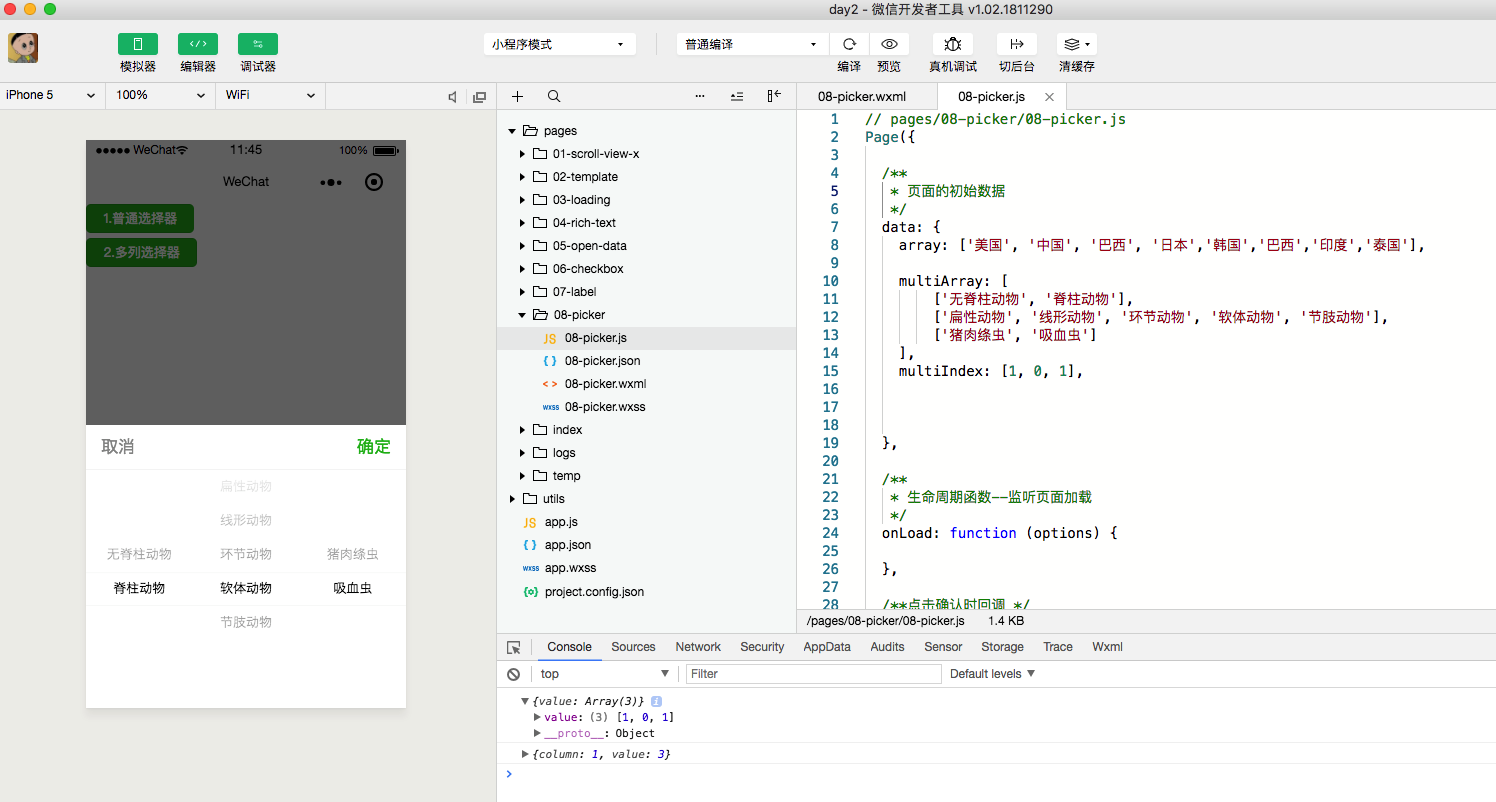 day2 - 微信开发者工具 v1.02.1811290
模拟器 编辑器 调试器
小程序模式 普通编译
编译 预览 真机调试 切后台 清缓存
iPhone 5 100% WiFi
WeChat 11:45 100%
WeChat
1.普通选择器
2.多列选择器
取消 确定
扁性动物
线形动物
无脊柱动物 环节动物 猪肉绦虫
脊柱动物 软体动物 吸血虫
节肢动物
pages
01-scroll-view-x
02-template
03-loading
04-rich-text
05-open-data
06-checkbox
07-label
08-picker
JS 08-picker.js
{ } 08-picker.json
< > 08-picker.wxml
wxss 08-picker.wxss
index
logs
temp
utils
JS app.js
{ } app.json
wxss app.wxss
{o} project.config.json
08-picker.wxml 08-picker.js
1 // pages/08-picker/08-picker.js
2 Page({
3
4 /**
5 * 页面的初始数据
6 */
7 data: {
8 array: ['美国', '中国', '巴西', '日本','韩国','巴西','印度','泰国'],
9
10 multiArray: [
11 ['无脊柱动物', '脊柱动物'],
12 ['扁性动物', '线形动物', '环节动物', '软体动物', '节肢动物'],
13 ['猪肉绦虫', '吸血虫']
14 ],
15 multiIndex: [1, 0, 1],
16
17
18
19 },
20
21 /**
22 * 生命周期函数--监听页面加载
23 */
24 onLoad: function (options) {
25
26 },
27
28 /**点击确认时回调 */
/pages/08-picker/08-picker.js 1.4 KB
Console Sources Network Security AppData Audits Sensor Storage Trace Wxml
top Filter Default levels
{value: Array(3)} i
value: (3) [1, 0, 1]
__proto__: Object
{column: 1, value: 3}